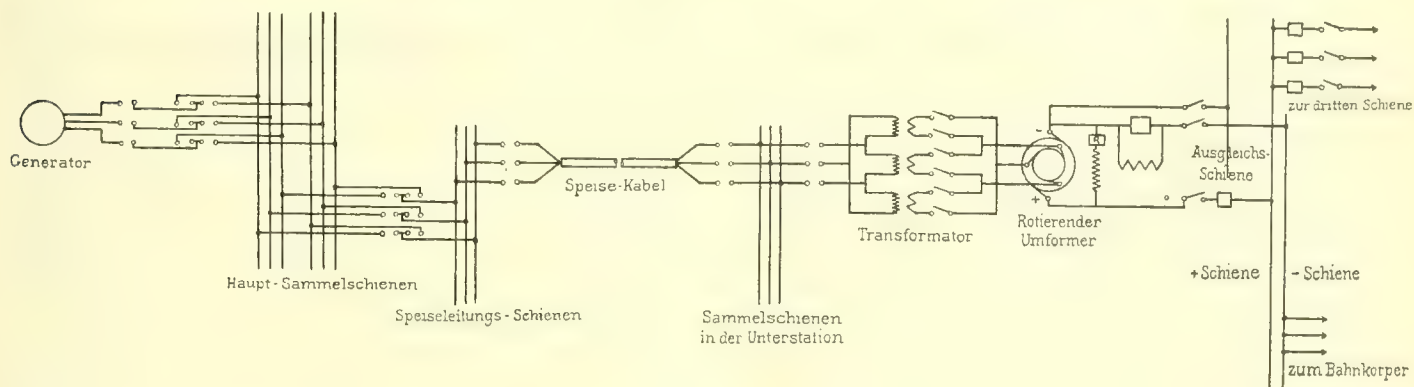 Generator
Haupt-Sammelschienen
Speiseleitungs-Schienen
Speise-Kabel
Sammelschienen
in der Unterstation
Transformator
-
+
Rotierender
Umformer
Ausgleichs-
Schiene
zur dritten Schiene
+Schiene
- Schiene
zum Bahnkorper